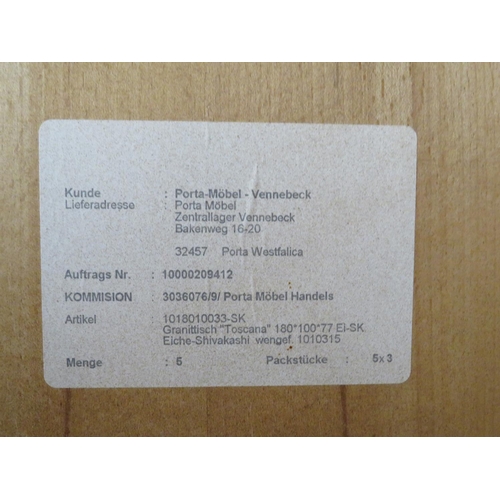 Kunde : Porta-Möbel - Vennebeck
Lieferadresse : Porta Möbel
Zentrallager Vennebeck
Bakenweg 16-20
32457 Porta Westfalica
Auftrags Nr. : 10000209412
KOMMISION : 3036076/9/ Porta Möbel Handels
Artikel : 1018010033-SK
Granittisch "Toscana" 180*100*77 EI-SK
Eiche-Shivakashi wengef. 1010315
Menge : 5 Packstücke : 5x3